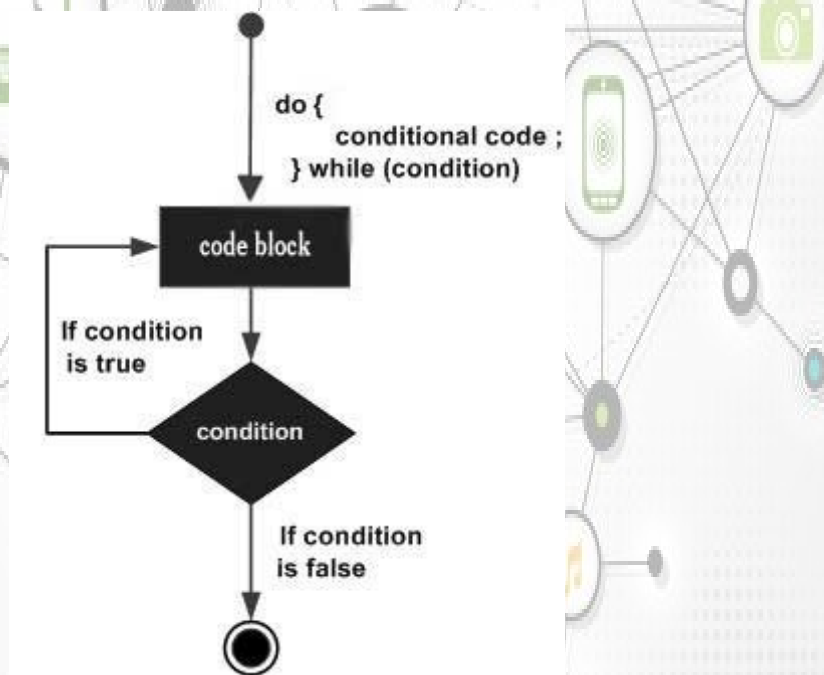 do {
conditional code ;
} while (condition)
code block
If condition
is true
condition
If condition
is false